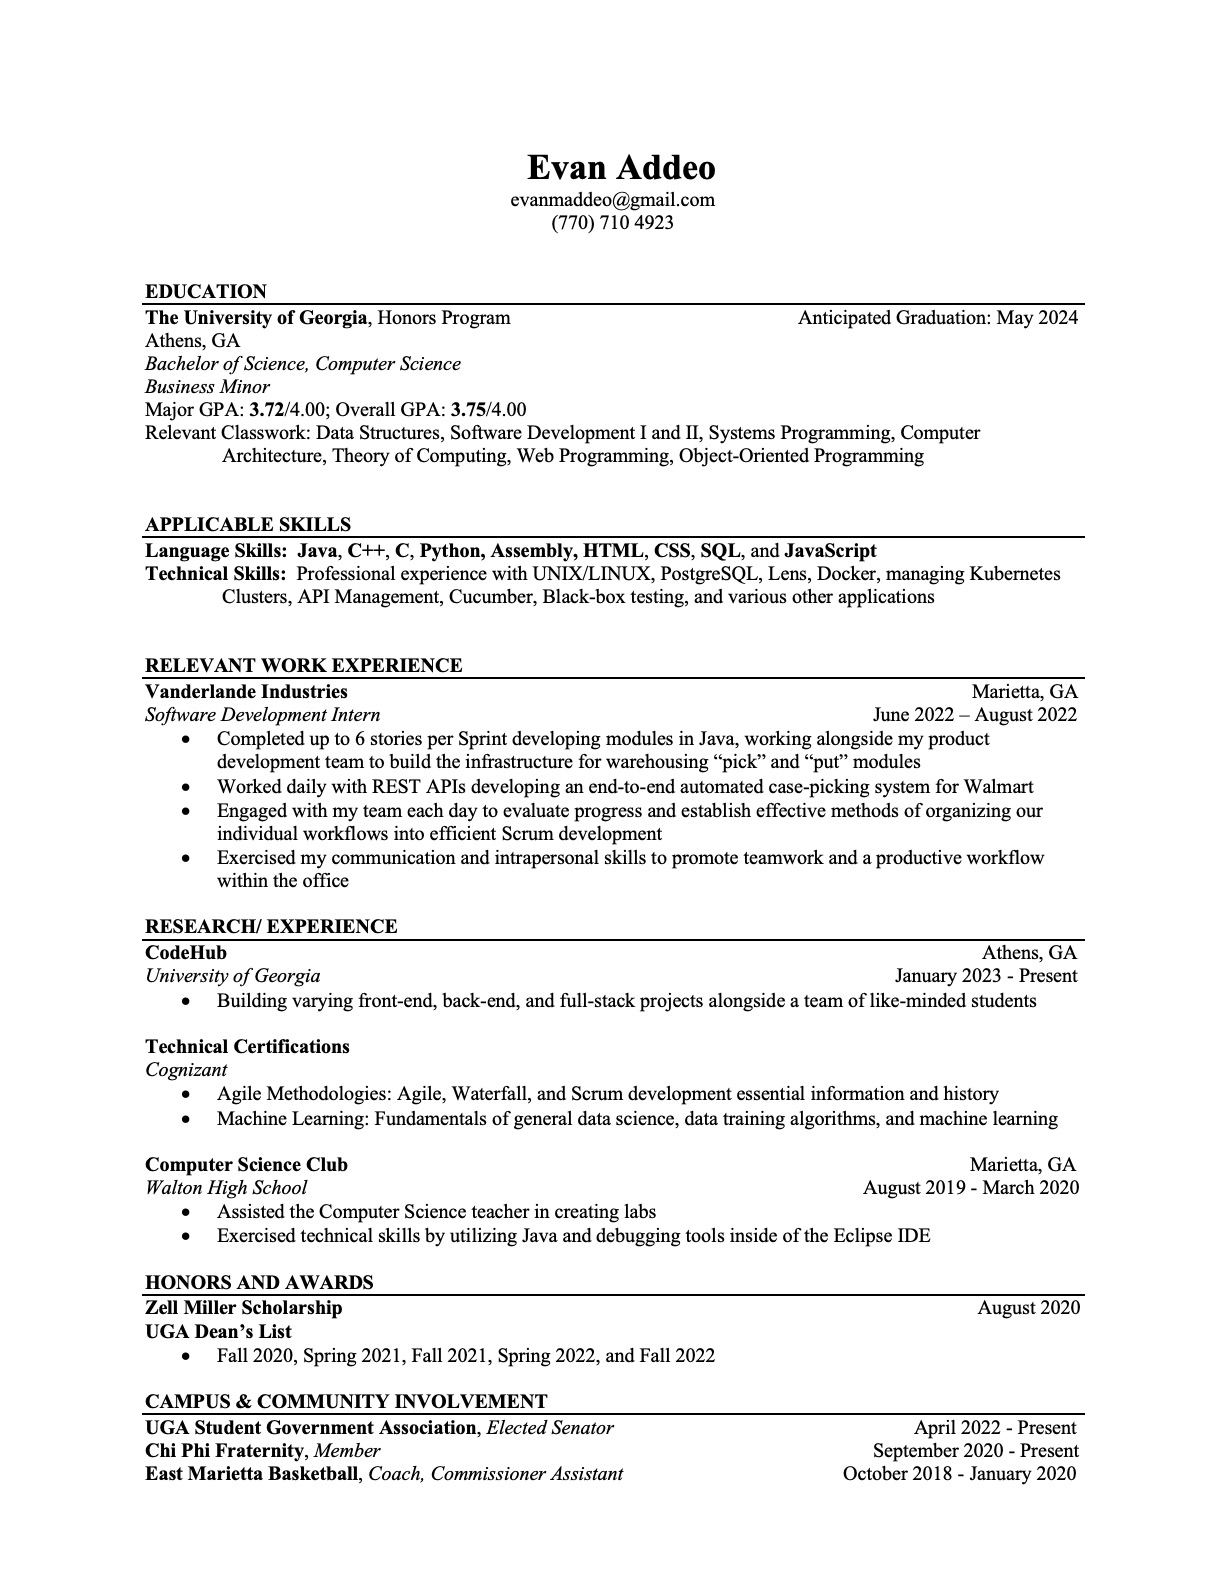 Evan Addeo
evanmaddeo@gmail.com
(770) 710 4923
EDUCATION
The University of Georgia, Honors Program Anticipated Graduation: May 2024
Athens, GA
Bachelor of Science, Computer Science
Business Minor
Major GPA: 3.72/4.00; Overall GPA: 3.75/4.00
Relevant Classwork: Data Structures, Software Development I and II, Systems Programming, Computer
Architecture, Theory of Computing, Web Programming, Object-Oriented Programming
APPLICABLE SKILLS
Language Skills: Java, C++, C, Python, Assembly, HTML, CSS, SQL, and JavaScript
Technical Skills: Professional experience with UNIX/LINUX, PostgreSQL, Lens, Docker, managing Kubernetes
Clusters, API Management, Cucumber, Black-box testing, and various other applications
RELEVANT WORK EXPERIENCE
Vanderlande Industries Marietta, GA
Software Development Intern June 2022 – August 2022
• Completed up to 6 stories per Sprint developing modules in Java, working alongside my product
development team to build the infrastructure for warehousing “pick” and “put” modules
• Worked daily with REST APIs developing an end-to-end automated case-picking system for Walmart
• Engaged with my team each day to evaluate progress and establish effective methods of organizing our
individual workflows into efficient Scrum development
• Exercised my communication and intrapersonal skills to promote teamwork and a productive workflow
within the office
RESEARCH/ EXPERIENCE
CodeHub Athens, GA
University of Georgia January 2023 - Present
• Building varying front-end, back-end, and full-stack projects alongside a team of like-minded students
Technical Certifications
Cognizant
• Agile Methodologies: Agile, Waterfall, and Scrum development essential information and history
• Machine Learning: Fundamentals of general data science, data training algorithms, and machine learning
Computer Science Club Marietta, GA
Walton High School August 2019 - March 2020
• Assisted the Computer Science teacher in creating labs
• Exercised technical skills by utilizing Java and debugging tools inside of the Eclipse IDE
HONORS AND AWARDS
Zell Miller Scholarship August 2020
UGA Dean’s List
• Fall 2020, Spring 2021, Fall 2021, Spring 2022, and Fall 2022
CAMPUS & COMMUNITY INVOLVEMENT
UGA Student Government Association, Elected Senator April 2022 - Present
Chi Phi Fraternity, Member September 2020 - Present
East Marietta Basketball, Coach, Commissioner Assistant October 2018 - January 2020